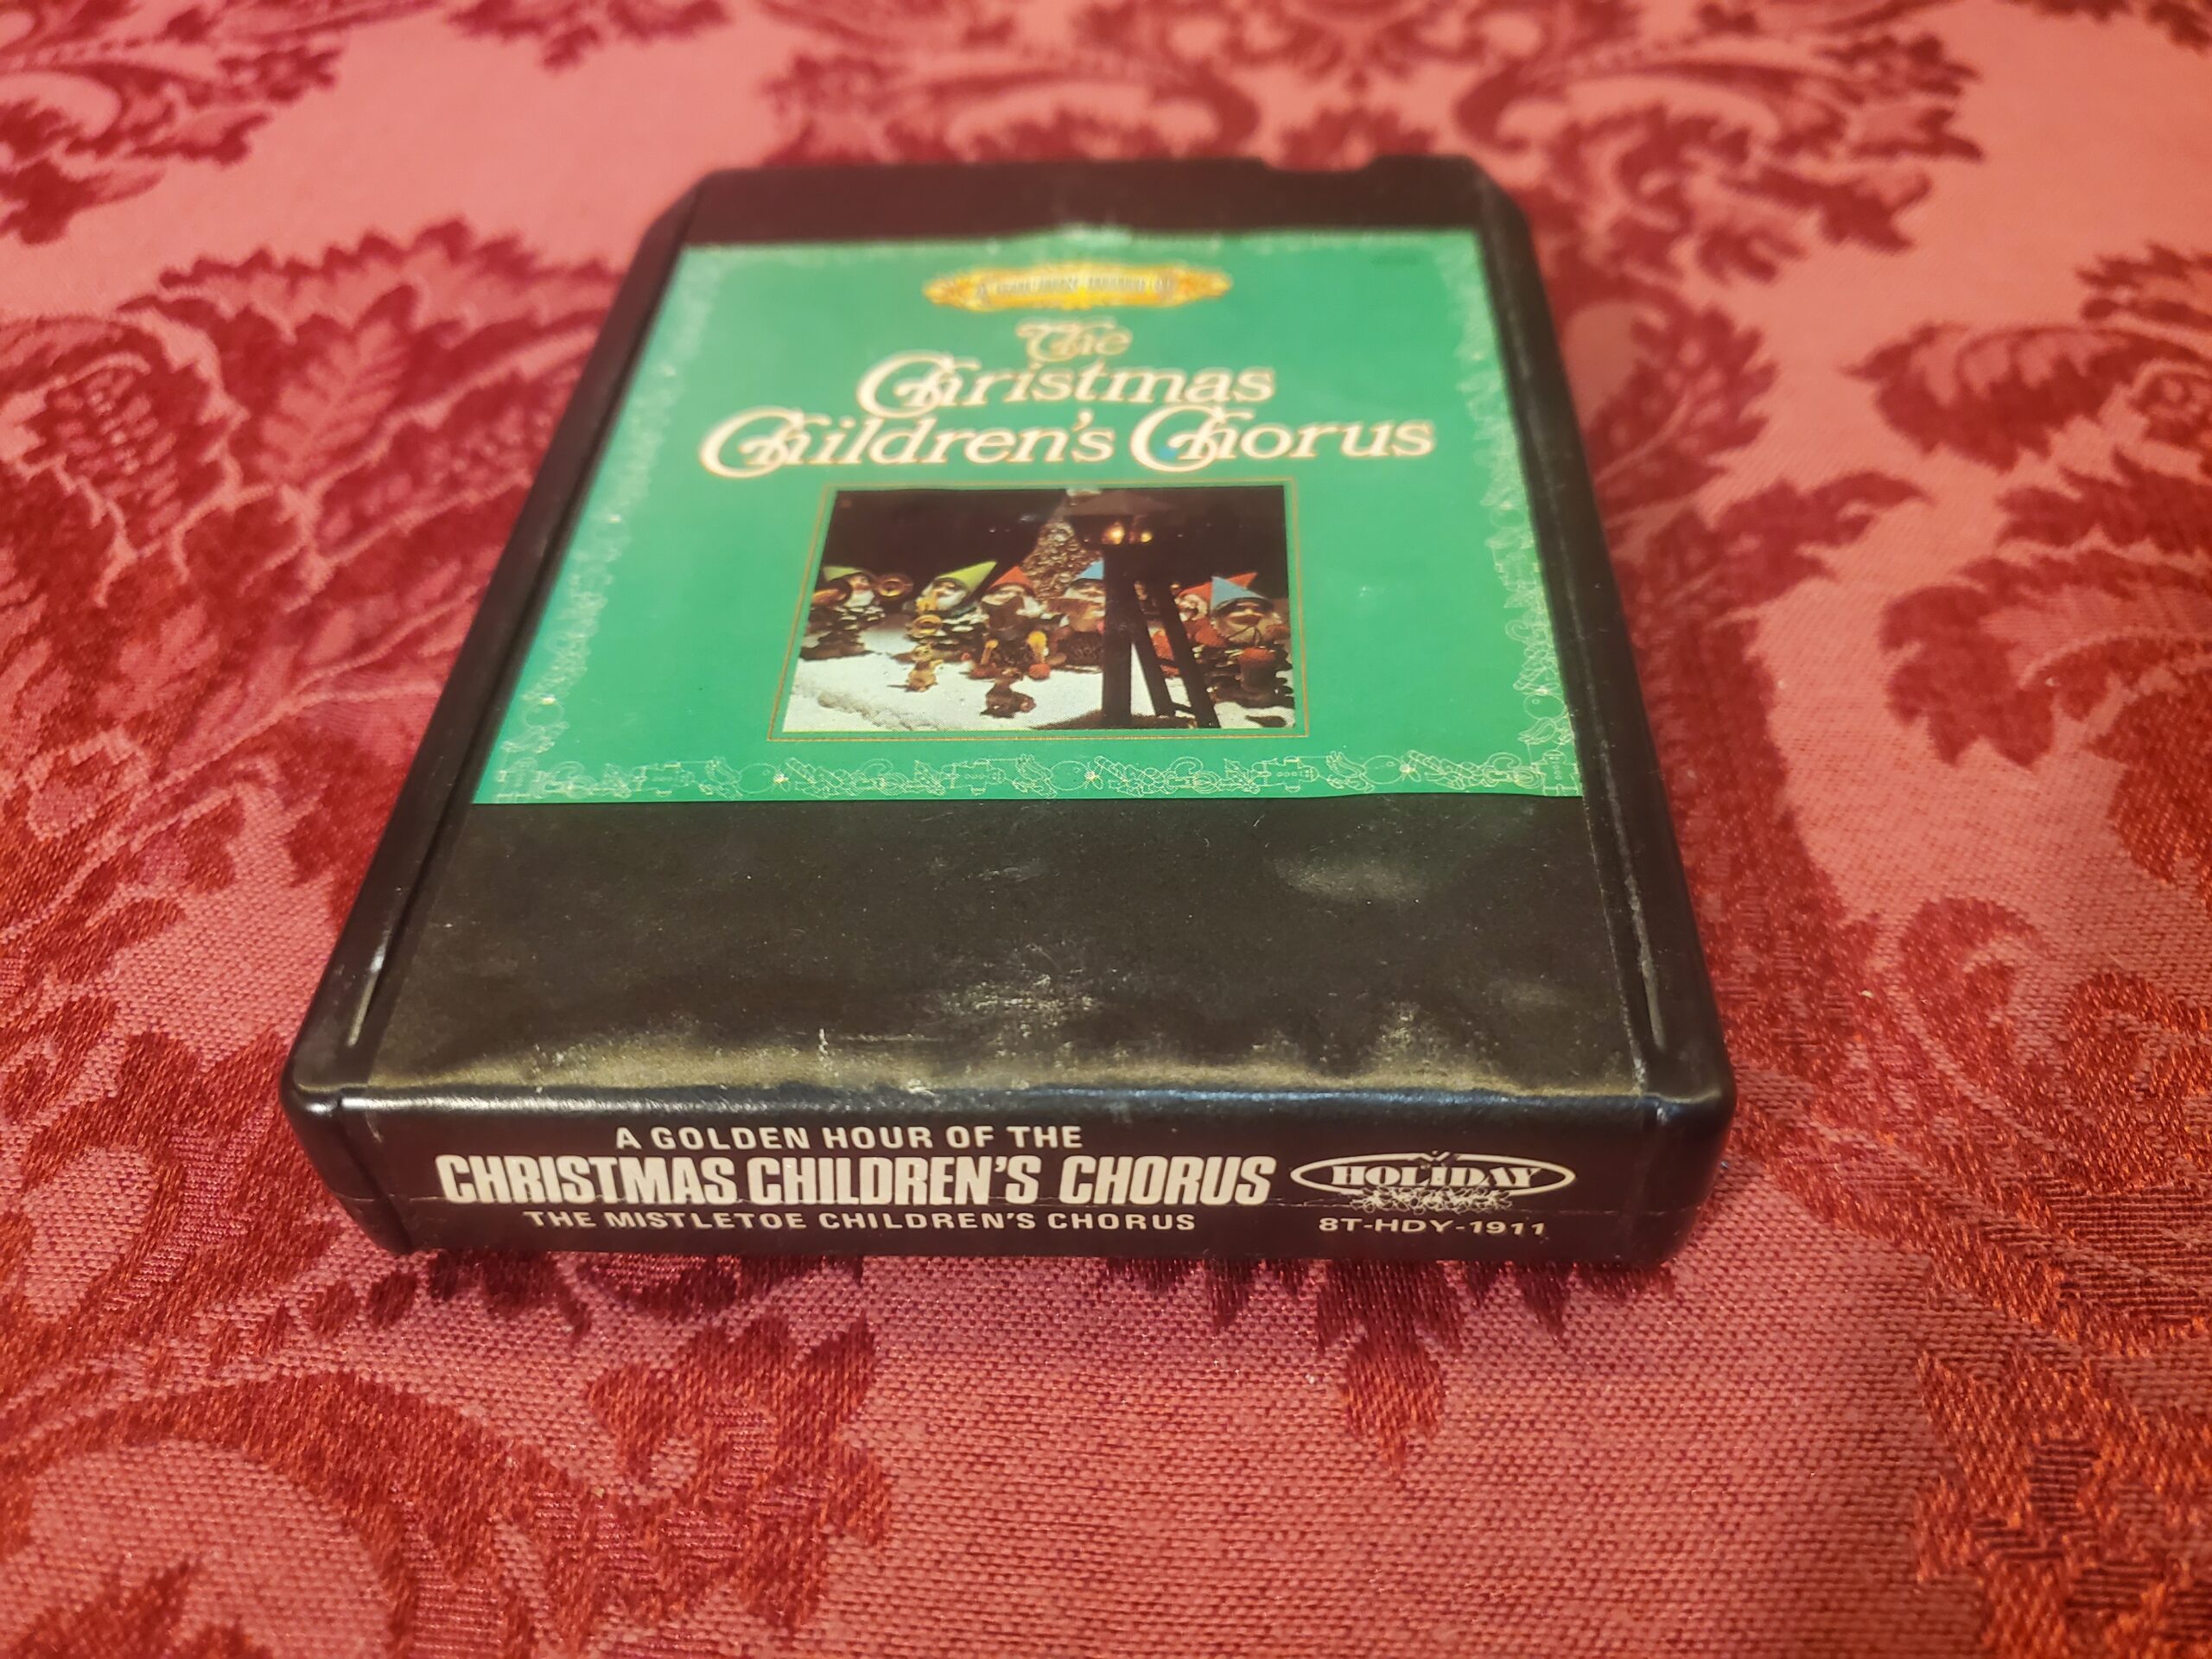 The
Christmas
Children's Chorus
A GOLDEN HOUR OF THE
CHRISTMAS CHILDREN'S CHORUS
THE MISTLETOE CHILDREN'S CHORUS
HOLIDAY
8T-HDY-1911